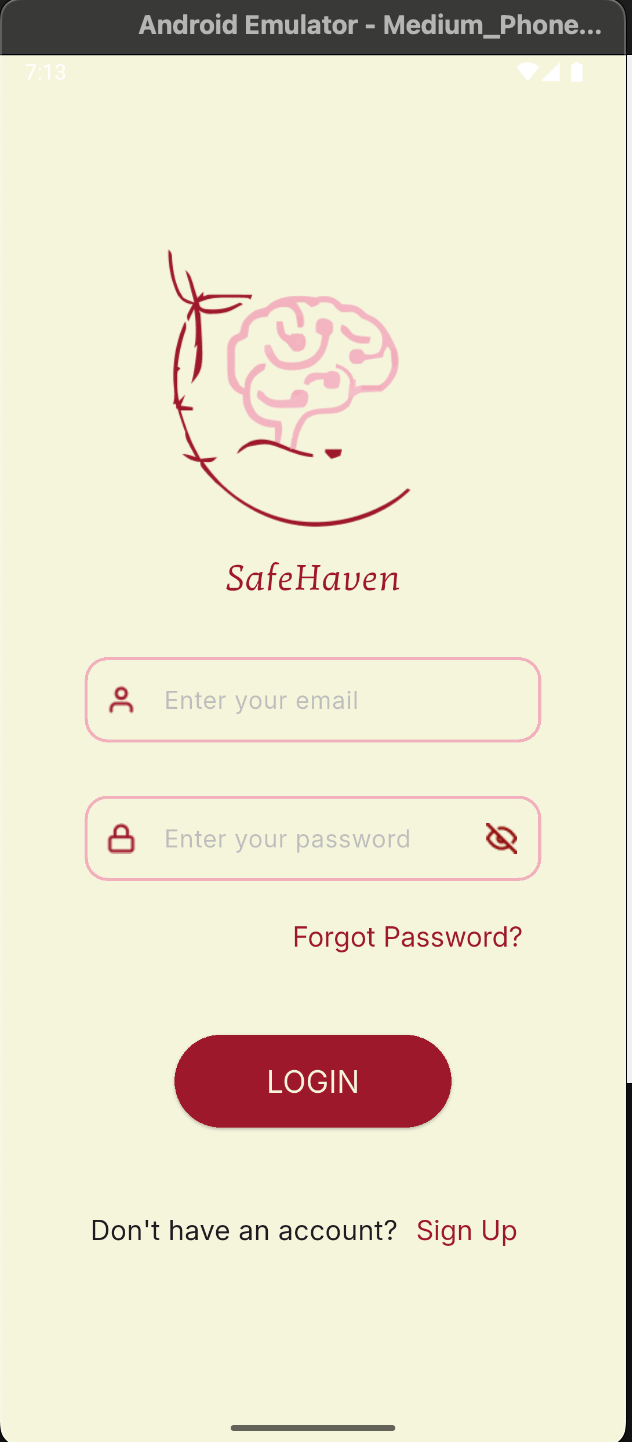 Android Emulator - Medium_Phone...
7:13
SafeHaven
Enter your email
Enter your password
Forgot Password?
LOGIN
Don't have an account? Sign Up